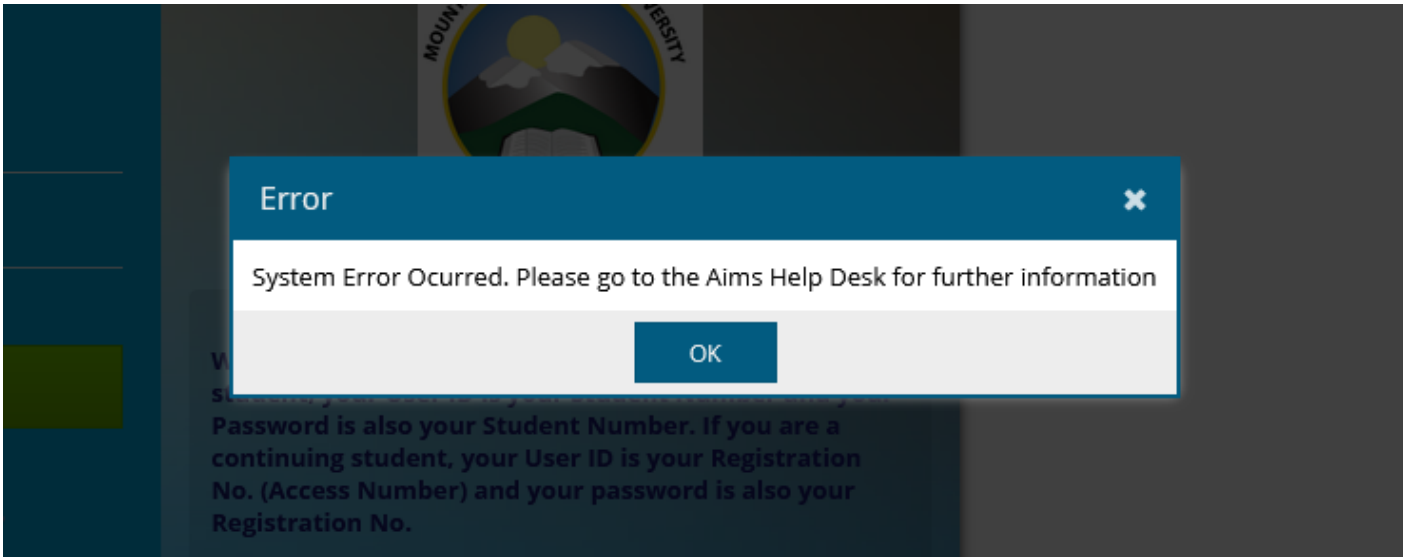 MOUN
ERSITY
Error
System Error Ocurred. Please go to the Aims Help Desk for further information
OK
Password is also your Student Number. If you are a
continuing student, your User ID is your Registration
No. (Access Number) and your password is also your
Registration No.